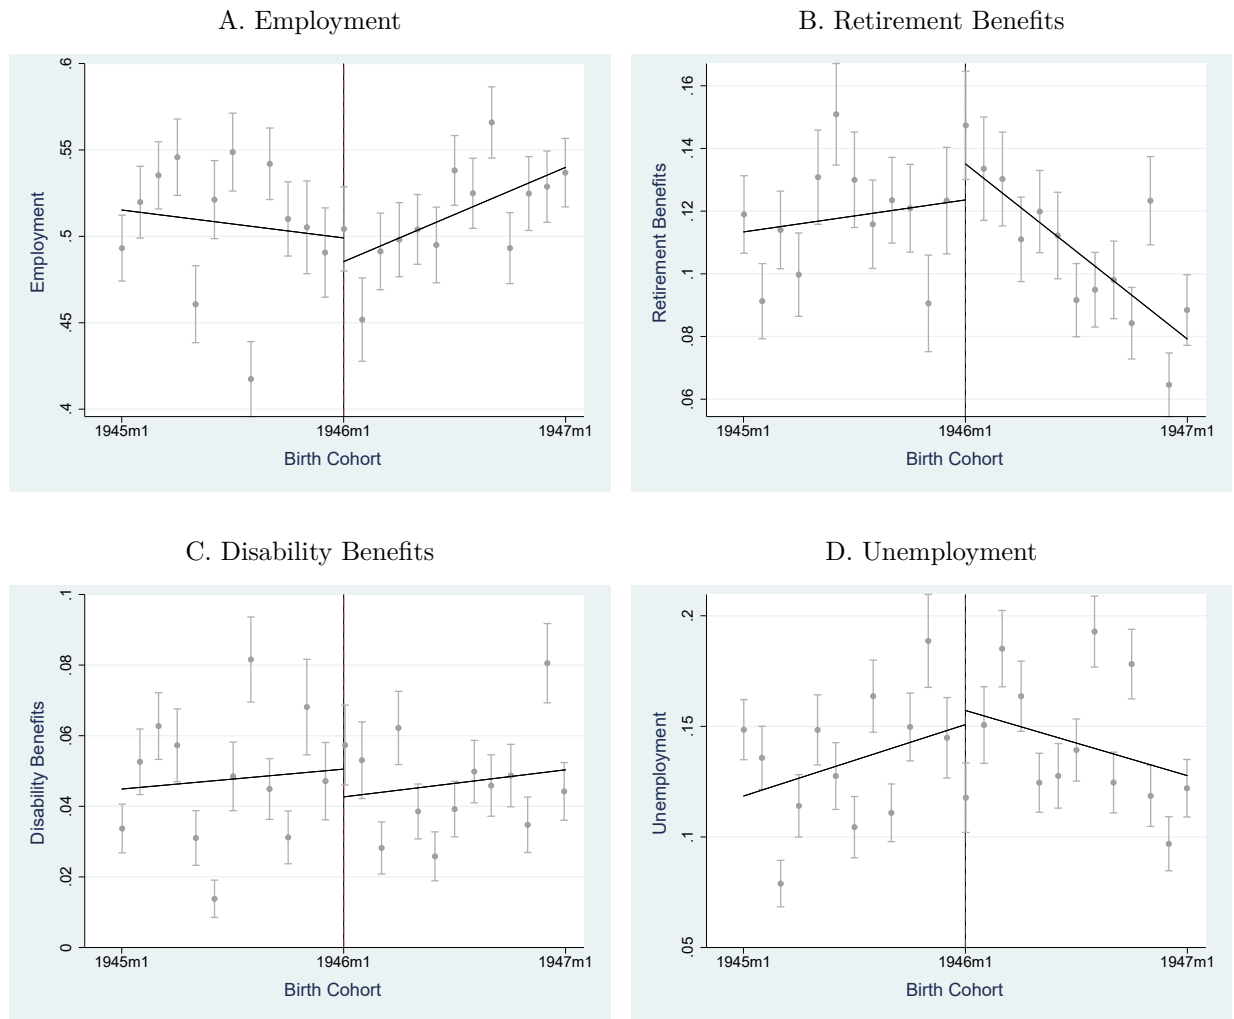 A. Employment
B. Retirement Benefits
.6
.55
.5
.45
.4
Employment
1945m1
1946m1
1947m1
Birth Cohort
.16
.14
.12
.1
.08
.06
Retirement Benefits
1945m1
1946m1
1947m1
Birth Cohort
C. Disability Benefits
D. Unemployment
.1
.08
.06
.04
.02
0
Disability Benefits
1945m1
1946m1
1947m1
Birth Cohort
.2
.15
.1
.05
Unemployment
1945m1
1946m1
1947m1
Birth Cohort